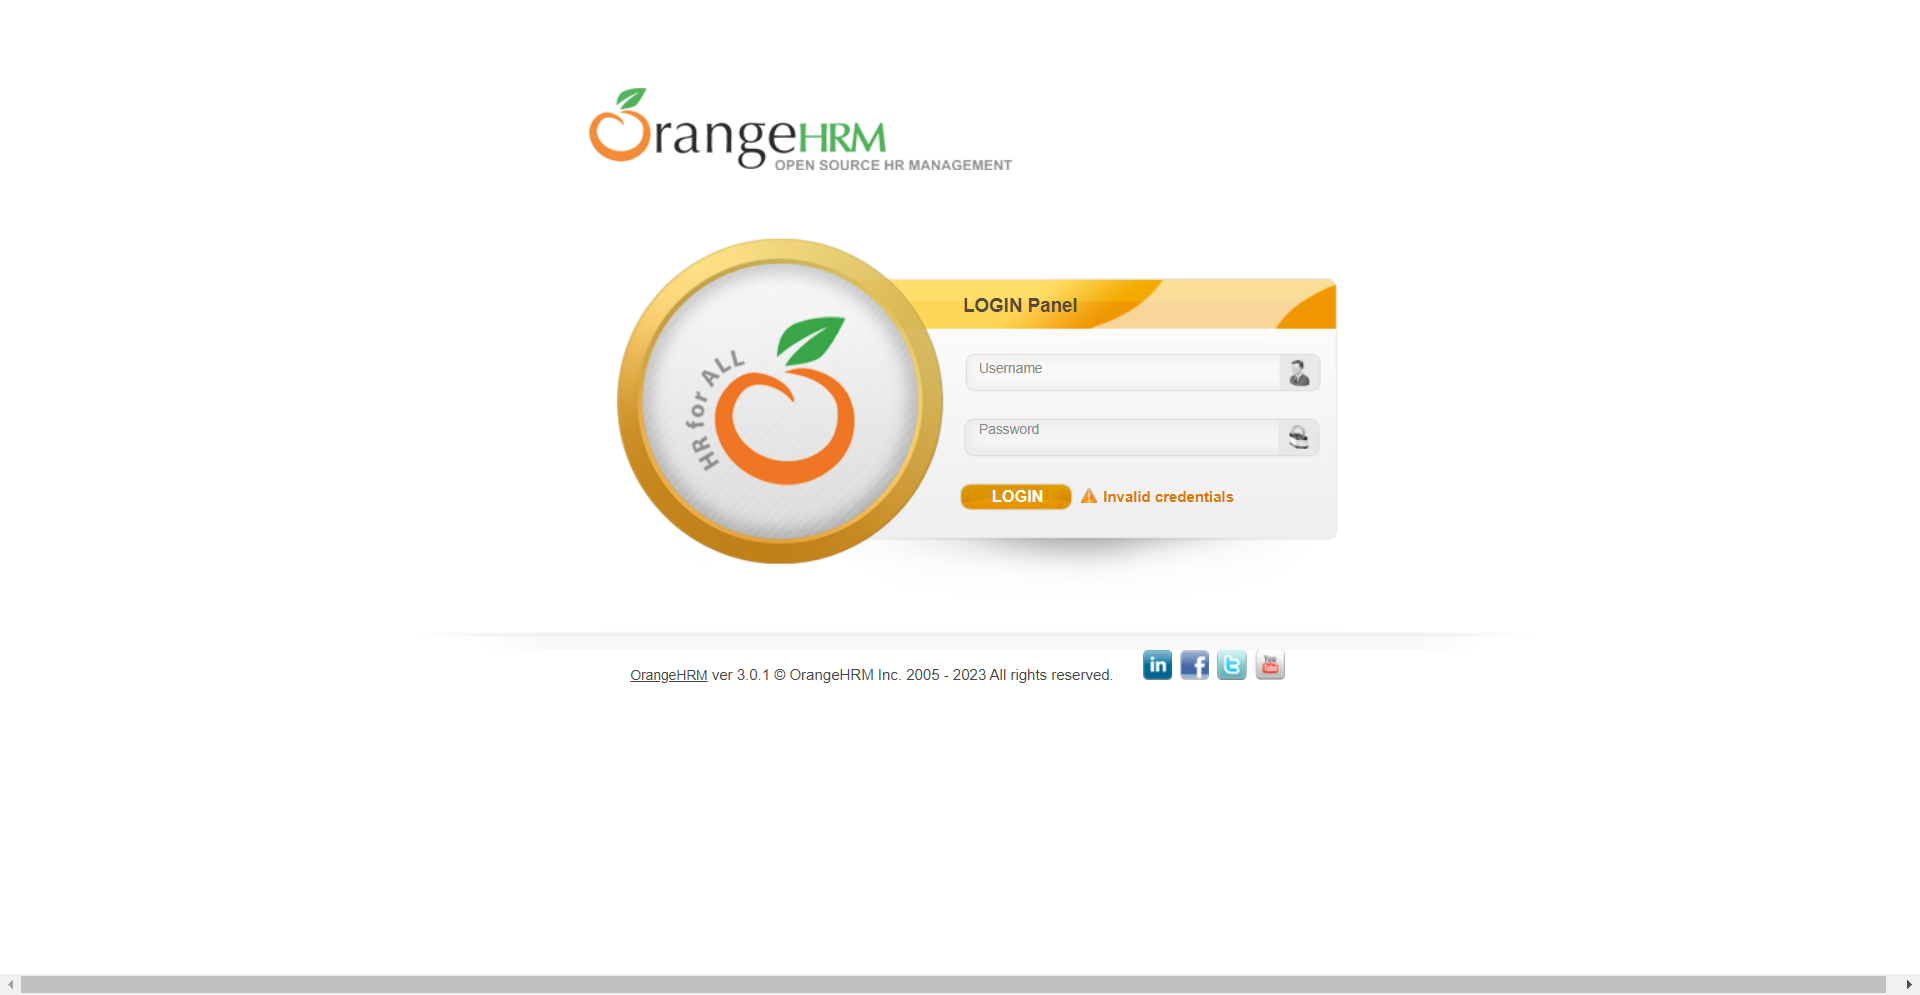 OrangeHRM
OPEN SOURCE HR MANAGEMENT
HR for ALL
LOGIN Panel
Username
Password
LOGIN
Invalid credentials
OrangeHRM ver 3.0.1 © OrangeHRM Inc. 2005 - 2023 All rights reserved.
in
f
t
You Tube